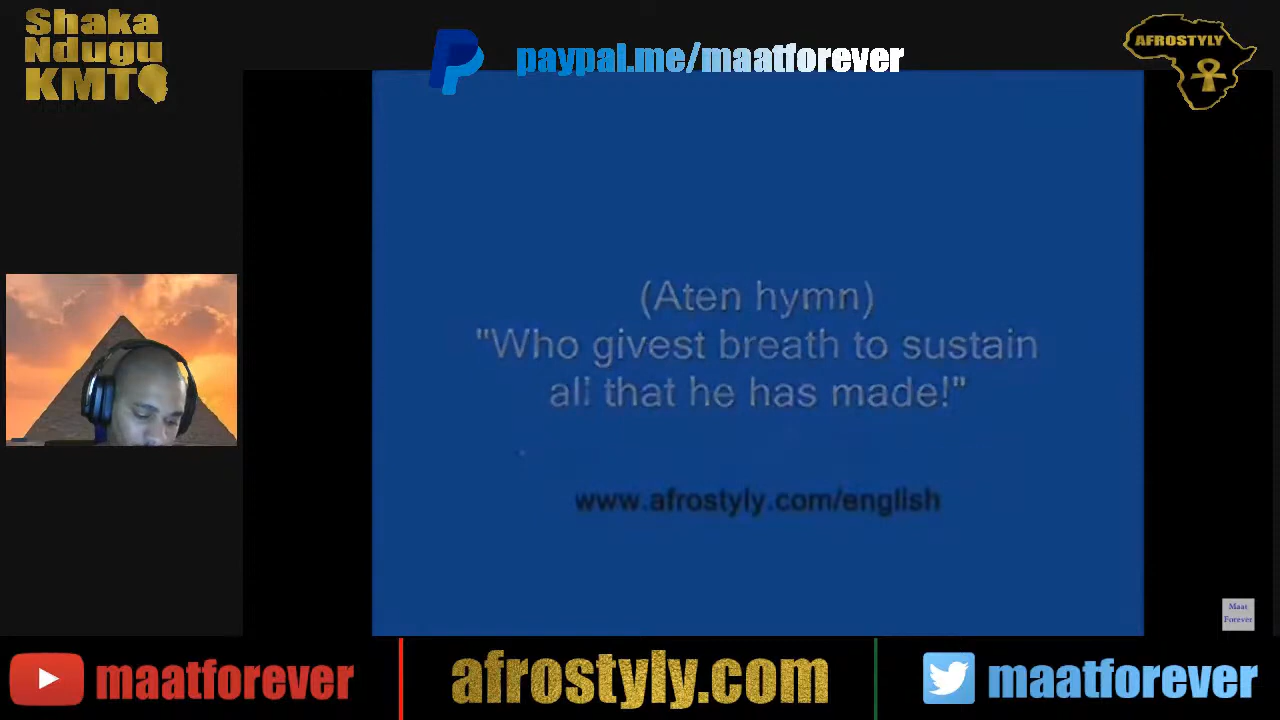 Shaka
Ndugu
KMT
paypal.me/maatforever
AFROSTYLY
(Aten hymn)
"Who givest breath to sustain
all that he has made!"
www.afrostyly.com/english
Maat
Forever
maatforever
afrostyly.com
maatforever